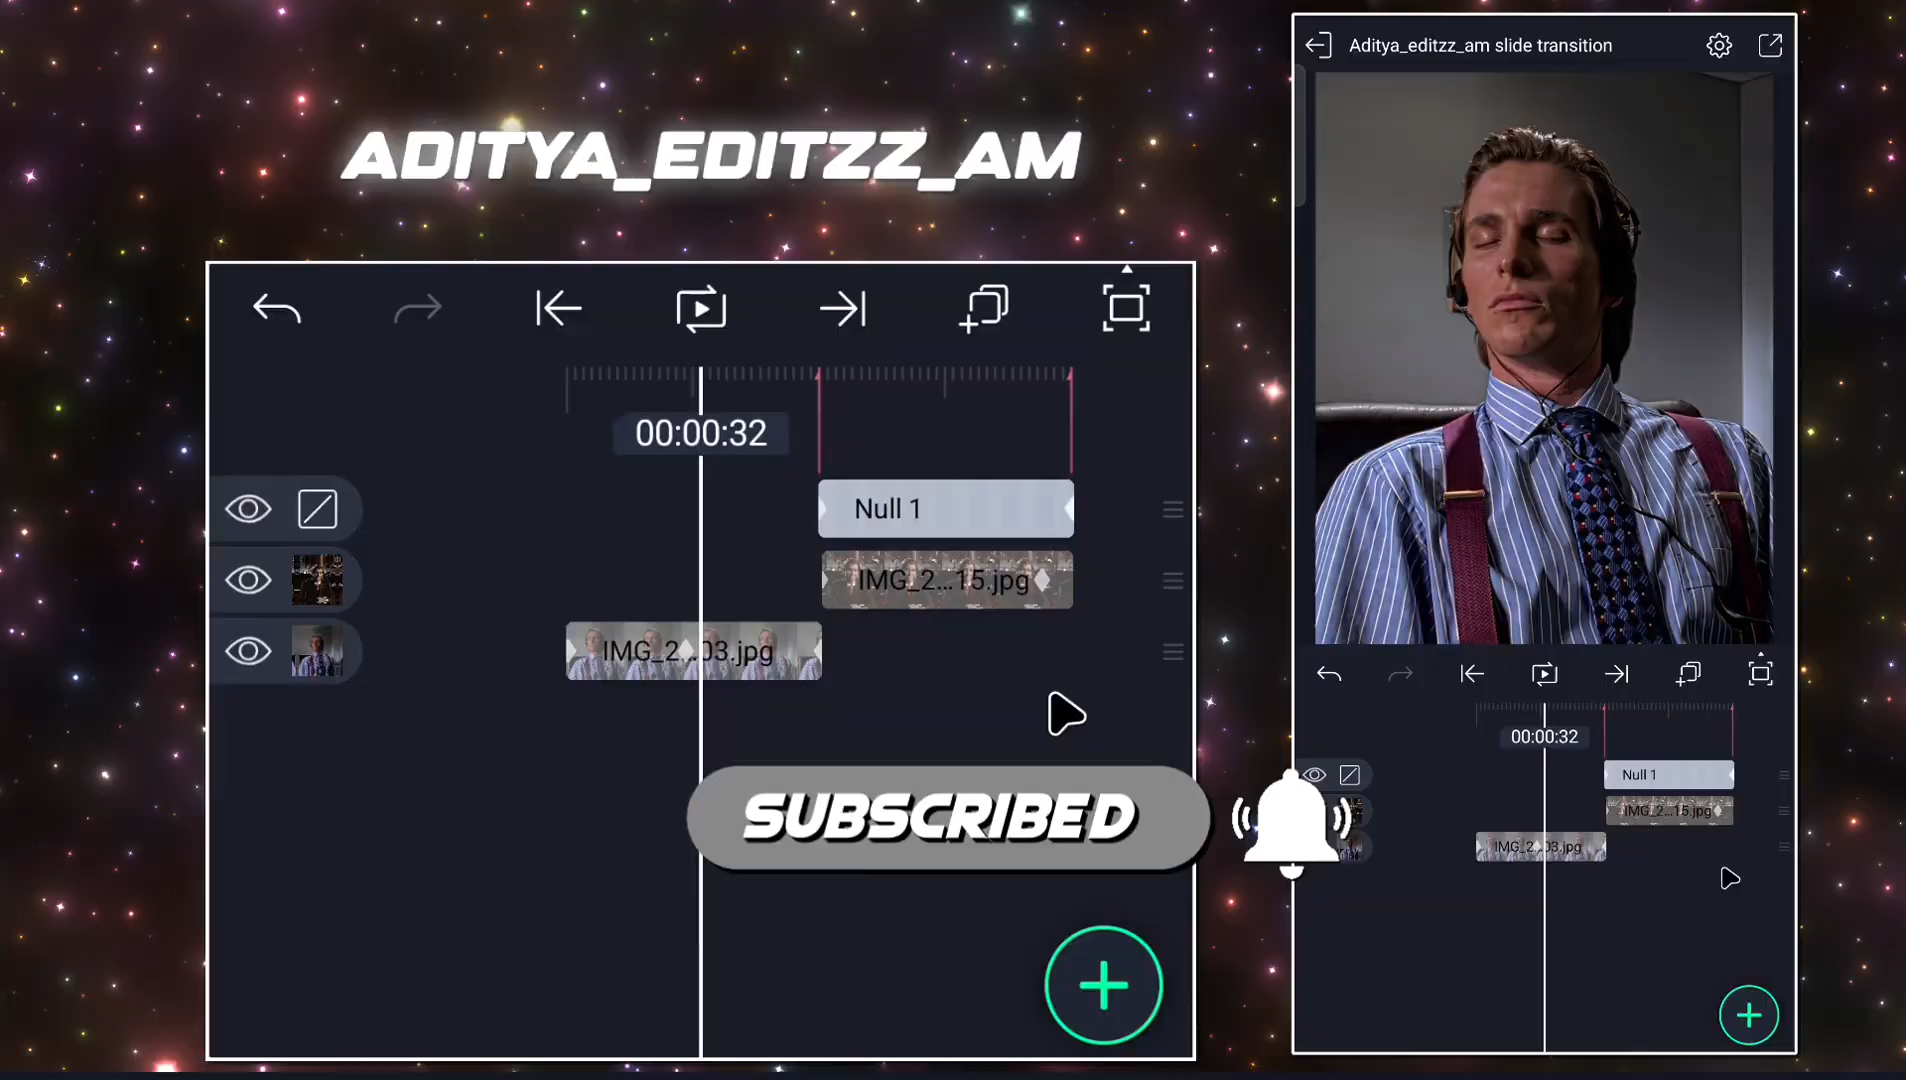 ADITYA_EDITZZ_AM
00:00:32
Null 1
IMG_2...15.jpg
IMG_2...03.jpg
SUBSCRIBED
Aditya_editzz_am slide transition
00:00:32
Null 1
IMG_2...15.jpg
IMG_2...03.jpg